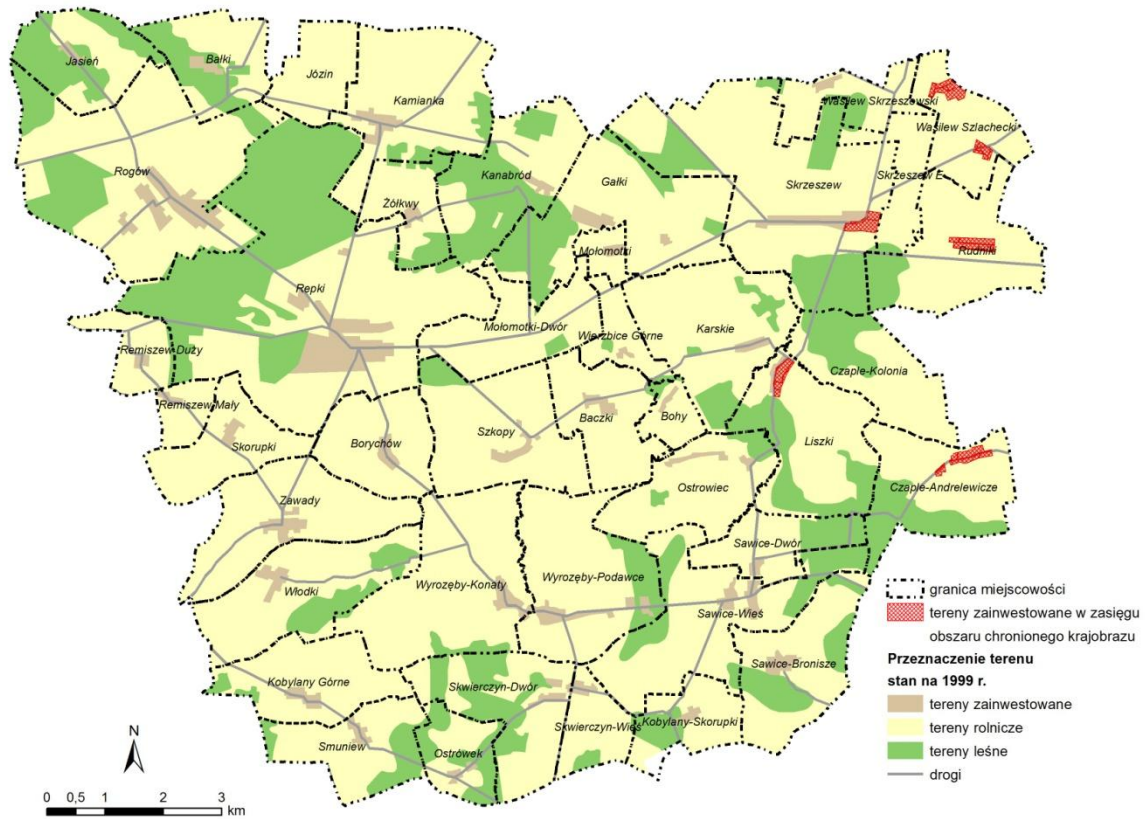 Jasień
Bałki
Józin
Kamianka
Wasilew Skrzeszewski
Wasilew Szlachecki
Rogów
Żółkwy
Kanabród
Gałki
Skrzeszew
Skrzeszew E
Mołomotki
Rudniki
Repki
Mołomotki-Dwór
Wierzbice Górne
Karskie
Remiszew-Duży
Czaple-Kolonia
Remiszew-Mały
Skorupki
Borychów
Szkopy
Baczki
Bohy
Liszki
Ostrowiec
Czaple-Andrelewicze
Zawady
Sawice-Dwór
Włodki
Wyrozęby-Konaty
Wyrozęby-Podawce
Sawice-Wieś
Sawice-Bronisze
Kobylany Górne
Skwierczyn-Dwór
Smuniew
Ostrówek
Skwierczyn-Wieś
Kobylany-Skorupki
granica miejscowości
tereny zainwestowane w zasięgu
obszaru chronionego krajobrazu
Przeznaczenie terenu
stan na 1999 r.
tereny zainwestowane
tereny rolnicze
tereny leśne
drogi
N
0 0,5 1 2 3
km